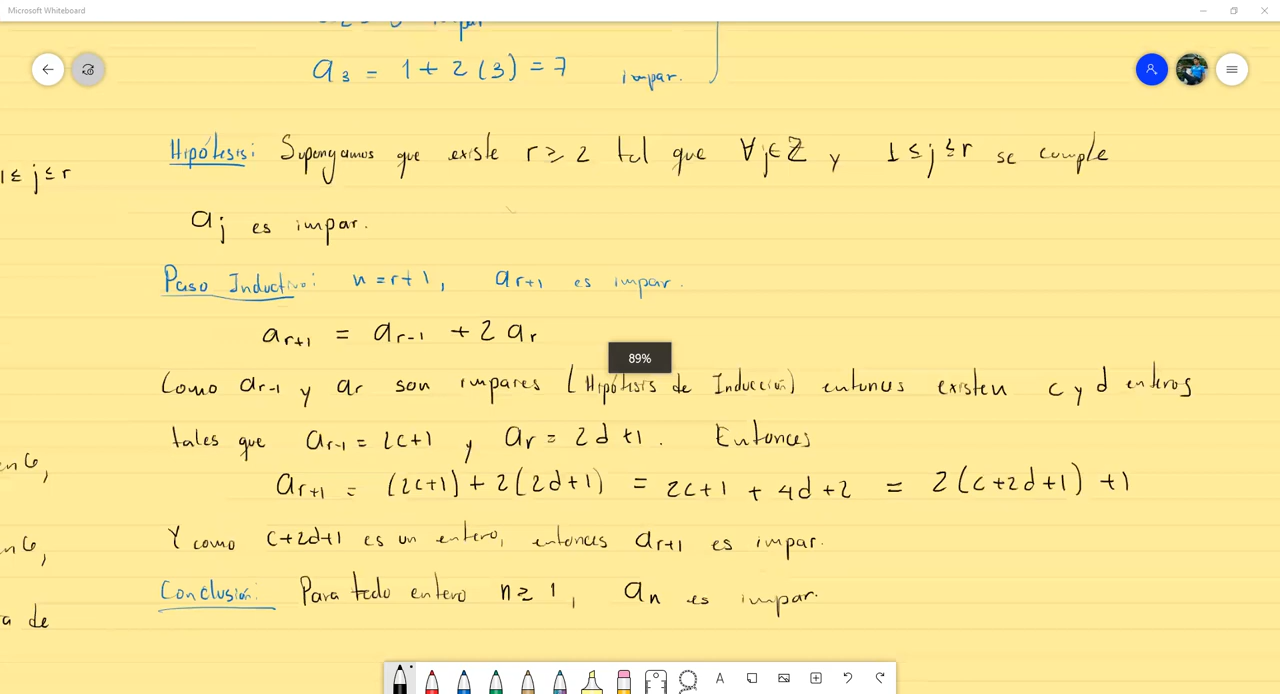 Microsoft Whiteboard
a3 = 1 + 2 (3) = 7 impar.
Hipótesis: Supongamos que existe r ≥ 2 tal que ∀j∈ℤ y 1 ≤ j ≤ r se cumple
1 ≤ j ≤ r
aj es impar.
Paso Inductivo: n = r+1, ar+1 es impar.
ar+1 = ar-1 + 2 ar
89%
Como ar-1 y ar son impares (Hipótesis de Inducción) entonces existen c y d enteros
tales que ar-1 = 2c+1 y ar = 2d+1. Entonces
ar+1 = (2c+1) + 2(2d+1) = 2c+1 + 4d+2 = 2(c+2d+1) +1
Y como c+2d+1 es un entero, entonces ar+1 es impar.
Conclusión: Para todo entero n ≥ 1, an es impar.
de
A